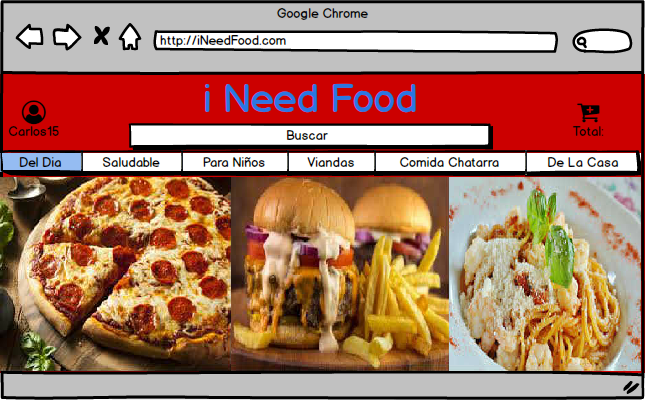 Google Chrome
http://iNeedFood.com
i Need Food
Carlos15
Total:
Buscar
Del Dia
Saludable
Para Niños
Viandas
Comida Chatarra
De La Casa